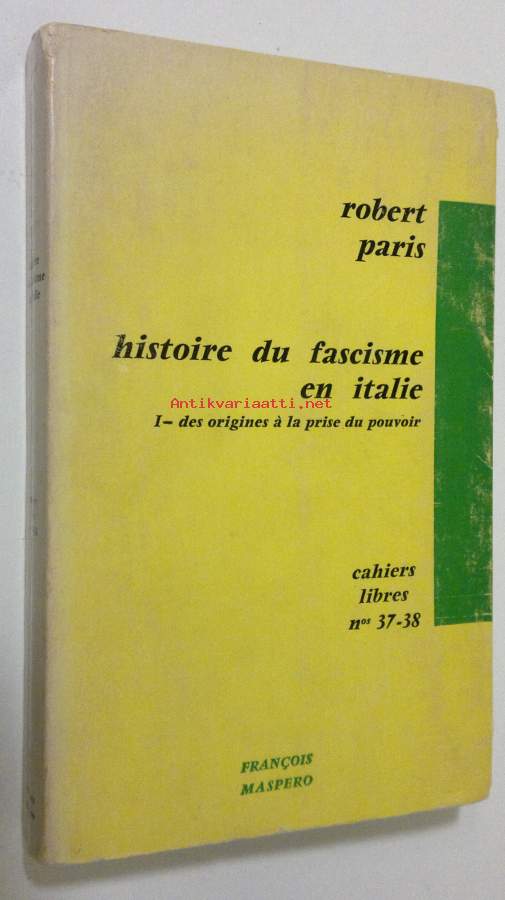 robert
paris
histoire du fascisme
en italie
Antikvariaatti.net
I– des origines à la prise du pouvoir
cahiers
libres
nos 37-38
FRANÇOIS
MASPERO